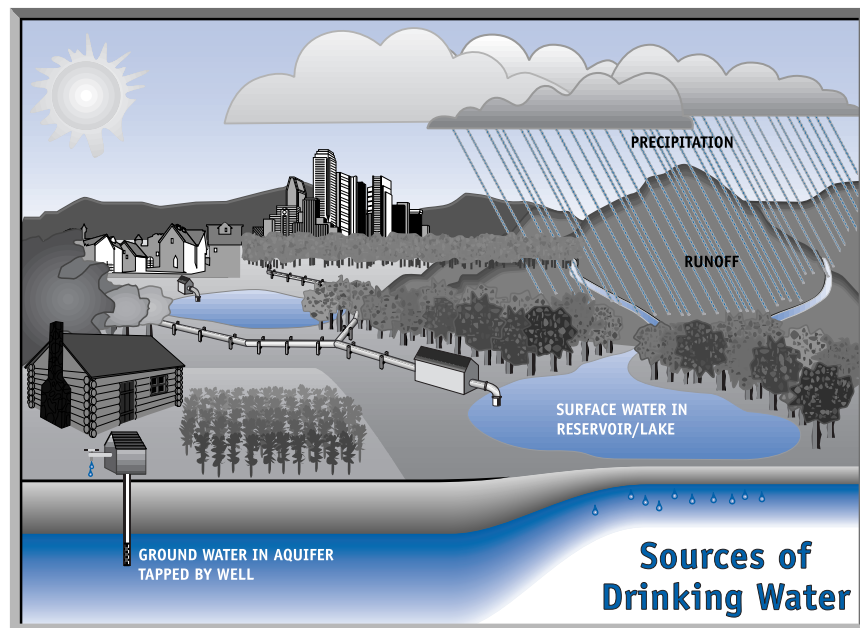 PRECIPITATION
RUNOFF
SURFACE WATER IN
RESERVOIR/LAKE
GROUND WATER IN AQUIFER
TAPPED BY WELL
Sources of
Drinking Water